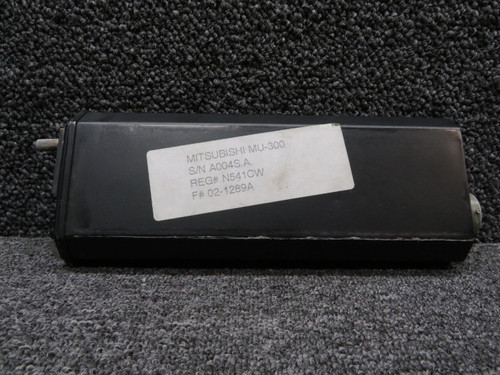 MITSUBISHI MU-300
S/N A004S.A.
REG# N541CW
F# 02-1289A